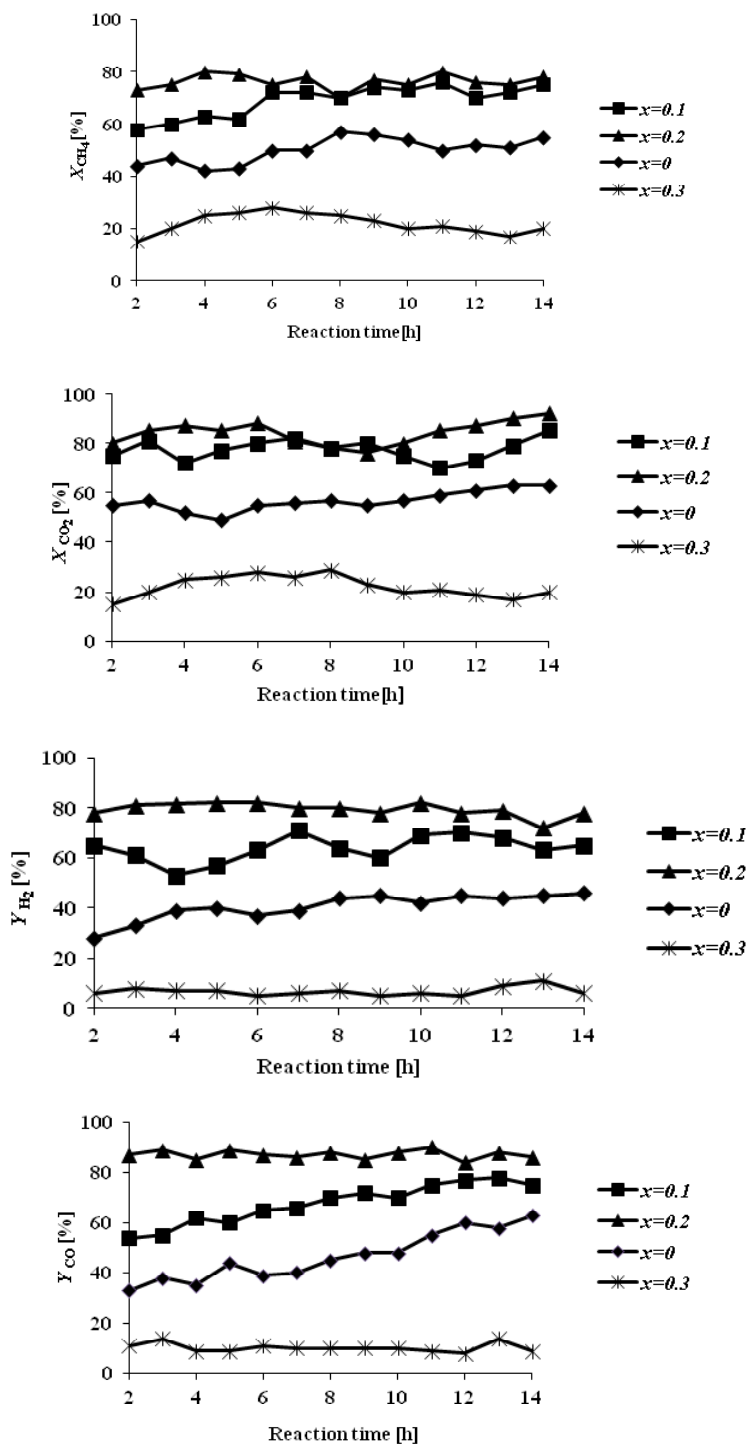 100
80
60
40
20
0
X_CH4 [%]
2 4 6 8 10 12 14
Reaction time[h]
x=0.1
x=0.2
x=0
x=0.3
100
80
60
40
20
0
X_CO2 [%]
2 4 6 8 10 12 14
Reaction time[h]
x=0.1
x=0.2
x=0
x=0.3
100
80
60
40
20
0
Y_H2 [%]
2 4 6 8 10 12 14
Reaction time [h]
x=0.1
x=0.2
x=0
x=0.3
100
80
60
40
20
0
Y_CO [%]
2 4 6 8 10 12 14
Reaction time [h]
x=0.1
x=0.2
x=0
x=0.3